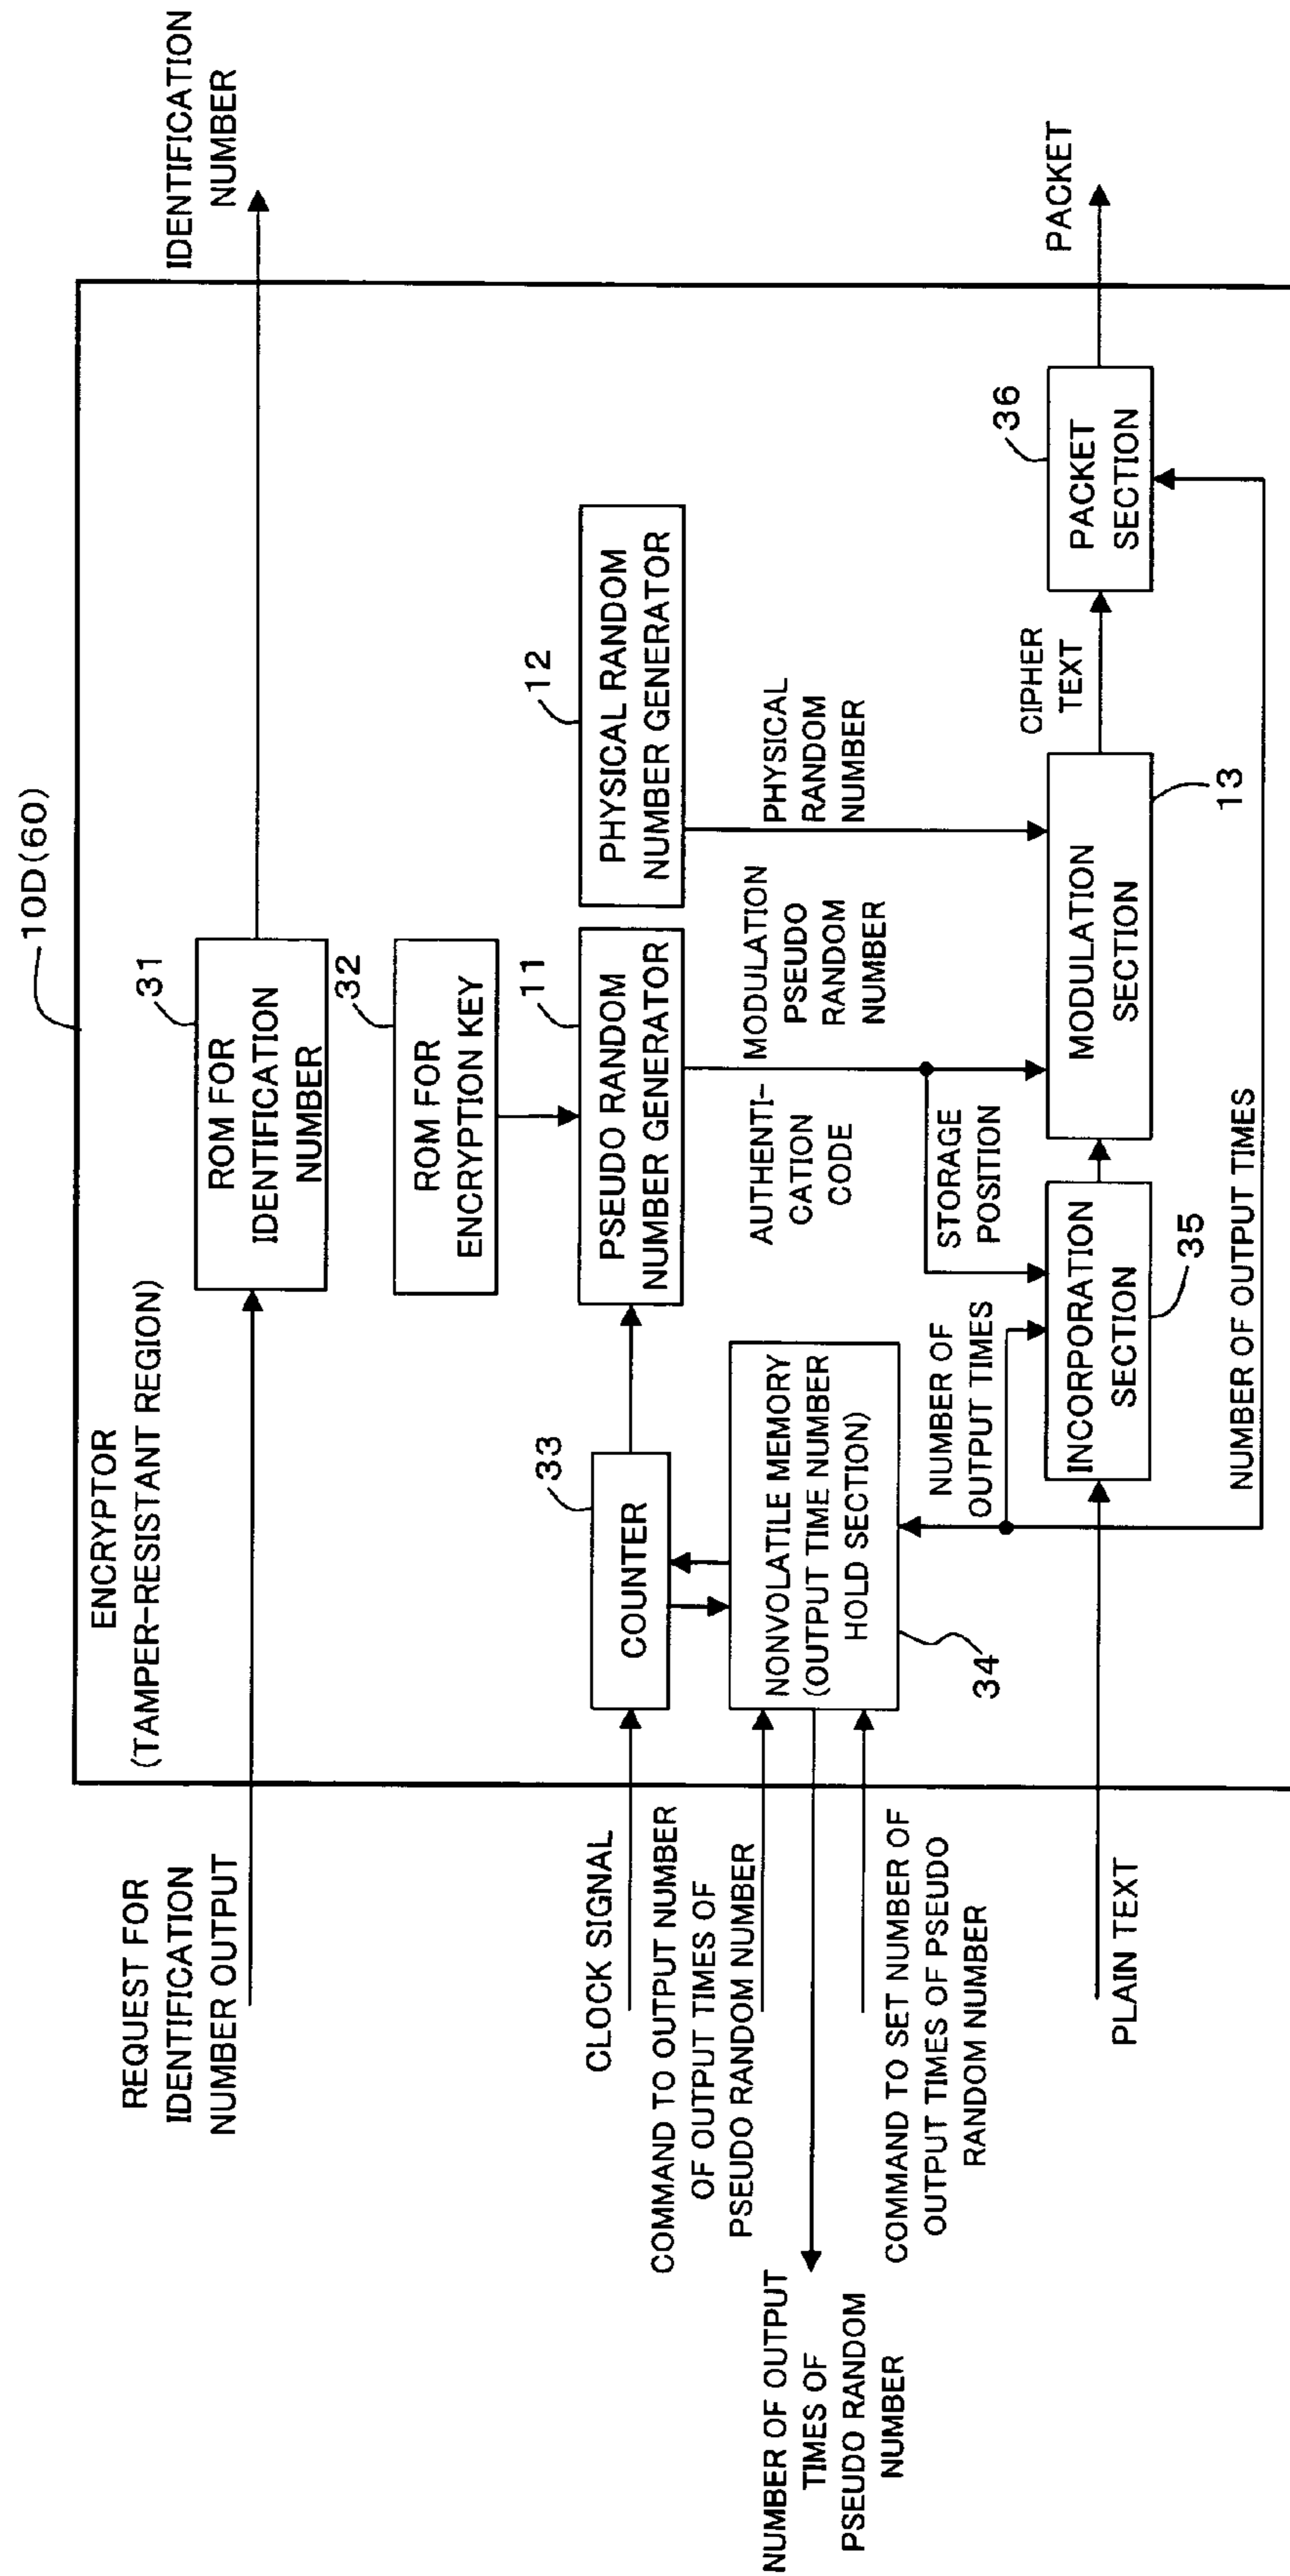 10D(60)
ENCRYPTOR
(TAMPER-RESISTANT REGION)
REQUEST FOR
IDENTIFICATION
NUMBER OUTPUT
31
ROM FOR
IDENTIFICATION
NUMBER
IDENTIFICATION
NUMBER
32
ROM FOR
ENCRYPTION KEY
CLOCK SIGNAL
33
COUNTER
11
PSEUDO RANDOM
NUMBER GENERATOR
12
PHYSICAL RANDOM
NUMBER GENERATOR
COMMAND TO OUTPUT NUMBER
OF OUTPUT TIMES OF
PSEUDO RANDOM NUMBER
NUMBER OF OUTPUT
TIMES OF
PSEUDO RANDOM
NUMBER
COMMAND TO SET NUMBER OF
OUTPUT TIMES OF PSEUDO
RANDOM NUMBER
NONVOLATILE MEMORY
(OUTPUT TIME NUMBER
HOLD SECTION)
34
AUTHENTI-
CATION
CODE
MODULATION
PSEUDO
RANDOM
NUMBER
PHYSICAL
RANDOM
NUMBER
NUMBER OF
OUTPUT TIMES
STORAGE
POSITION
PLAIN TEXT
INCORPORATION
SECTION
35
MODULATION
SECTION
13
CIPHER
TEXT
36
PACKET
SECTION
PACKET
NUMBER OF OUTPUT TIMES